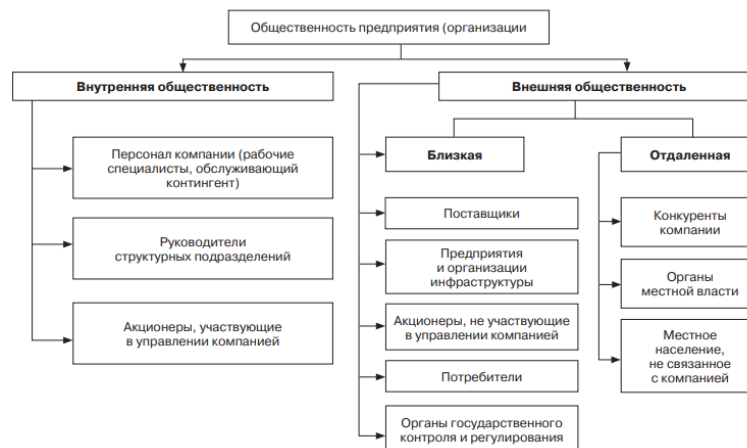 Общественность предприятия (организации
Внутренняя общественность
Внешняя общественность
Персонал компании (рабочие
специалисты, обслуживающий
контингент)
Руководители
структурных подразделений
Акционеры, участвующие
в управлении компанией
Близкая
Поставщики
Предприятия
и организации
инфраструктуры
Акционеры, не участвующие
в управлении компанией
Потребители
Органы государственного
контроля и регулирования
Отдаленная
Конкуренты
компании
Органы
местной власти
Местное
население,
не связанное
с компанией